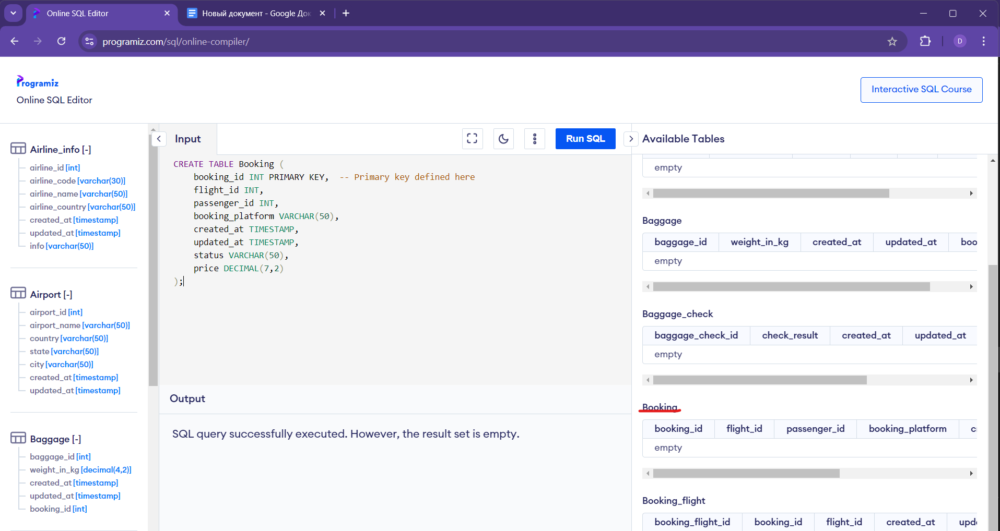 Online SQL Editor
Новый документ - Google Док
programiz.com/sql/online-compiler/
D
Programiz
Online SQL Editor
Interactive SQL Course
Airline_info [-]
airline_id [int]
airline_code [varchar(30)]
airline_name [varchar(50)]
airline_country [varchar(50)]
created_at [timestamp]
updated_at [timestamp]
info [varchar(50)]
Airport [-]
airport_id [int]
airport_name [varchar(50)]
country [varchar(50)]
state [varchar(50)]
city [varchar(50)]
created_at [timestamp]
updated_at [timestamp]
Baggage [-]
baggage_id [int]
weight_in_kg [decimal(4,2)]
created_at [timestamp]
updated_at [timestamp]
booking_id [int]
Input
Run SQL
CREATE TABLE Booking (
booking_id INT PRIMARY KEY,  -- Primary key defined here
flight_id INT,
passenger_id INT,
booking_platform VARCHAR(50),
created_at TIMESTAMP,
updated_at TIMESTAMP,
status VARCHAR(50),
price DECIMAL(7,2)
);
Output
SQL query successfully executed. However, the result set is empty.
Available Tables
empty
Baggage
baggage_id weight_in_kg created_at updated_at boo
empty
Baggage_check
baggage_check_id check_result created_at updated_at
empty
Booking
booking_id flight_id passenger_id booking_platform c
empty
Booking_flight
booking_flight_id booking_id flight_id created_at upd